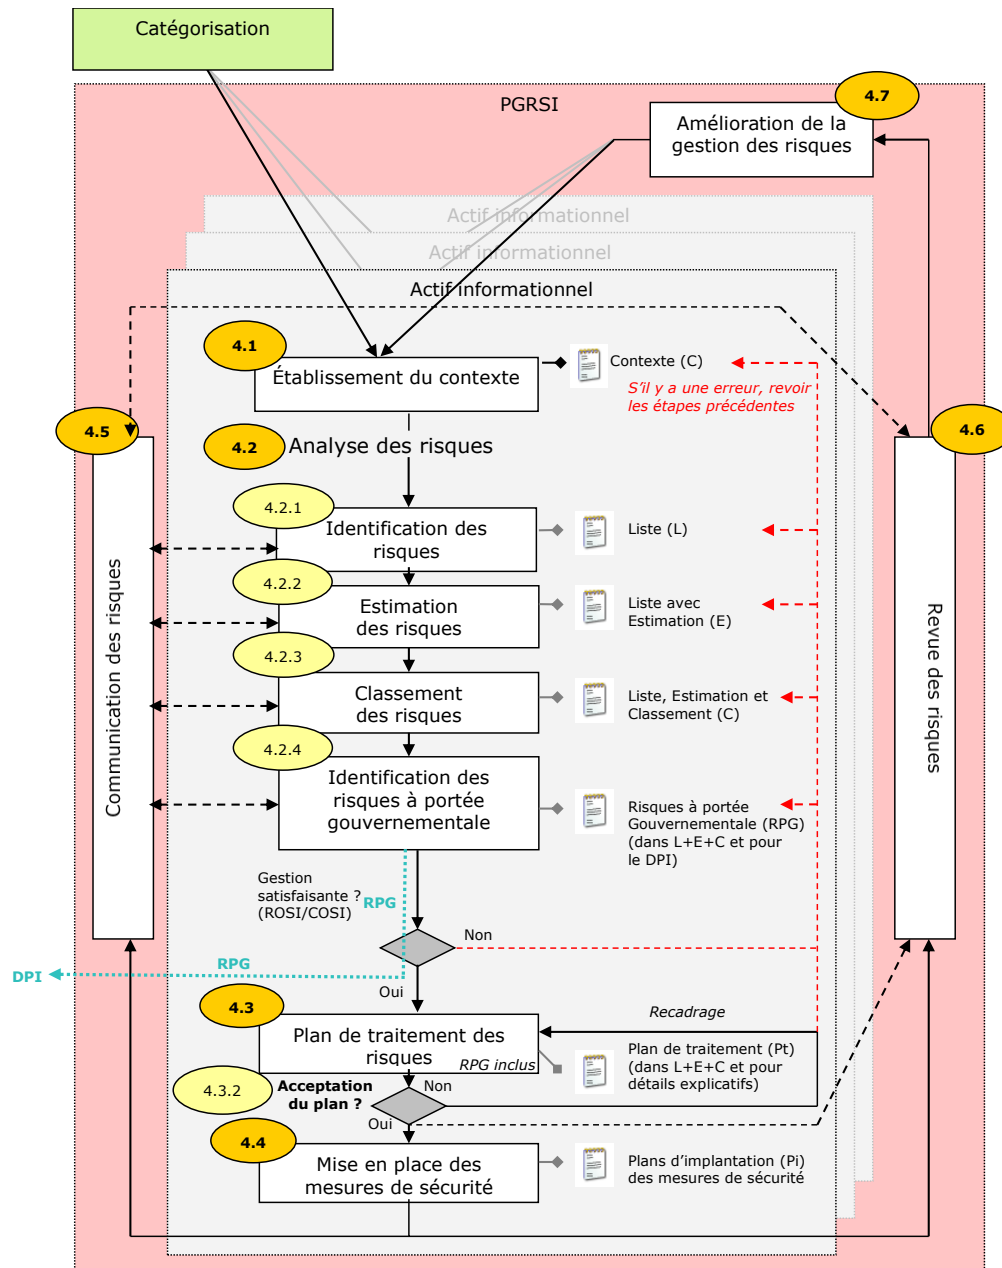 Catégorisation
PGRSI
4.7
Amélioration de la
gestion des risques
Actif informationnel
Actif informationnel
Actif informationnel
4.1
Établissement du contexte
Contexte (C)
S'il y a une erreur, revoir
les étapes précédentes
4.5
4.6
4.2
Analyse des risques
4.2.1
Identification des
risques
Liste (L)
4.2.2
Estimation
des risques
Liste avec
Estimation (E)
4.2.3
Classement
des risques
Liste, Estimation et
Classement (C)
Communication des risques
Revue des risques
4.2.4
Identification des
risques à portée
gouvernementale
Risques à portée
Gouvernementale (RPG)
(dans L+E+C et pour
le DPI)
Gestion
satisfaisante ?
(ROSI/COSI)
RPG
Non
RPG
DPI
Oui
4.3
Recadrage
Plan de traitement des
risques
RPG inclus
Plan de traitement (Pt)
(dans L+E+C et pour
détails explicatifs)
4.3.2
Acceptation
du plan ?
Non
Oui
4.4
Mise en place des
mesures de sécurité
Plans d'implantation (Pi)
des mesures de sécurité